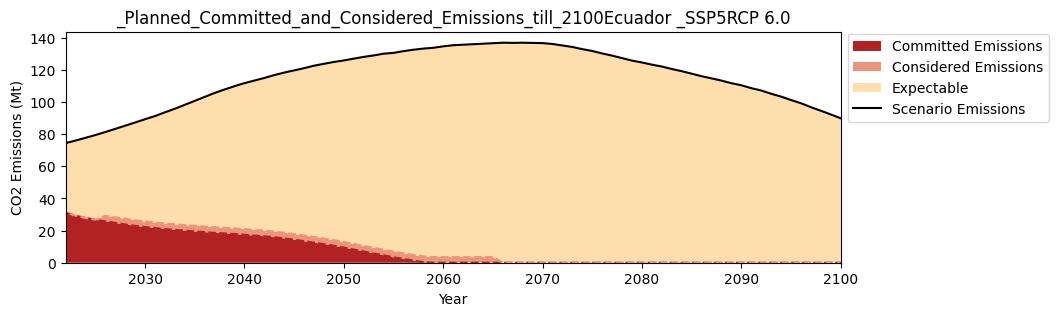 _Planned_Committed_and_Considered_Emissions_till_2100Ecuador _SSP5RCP 6.0
140
120
100
80
60
40
20
0
CO2 Emissions (Mt)
2030 2040 2050 2060 2070 2080 2090 2100
Year
Committed Emissions
Considered Emissions
Expectable
Scenario Emissions